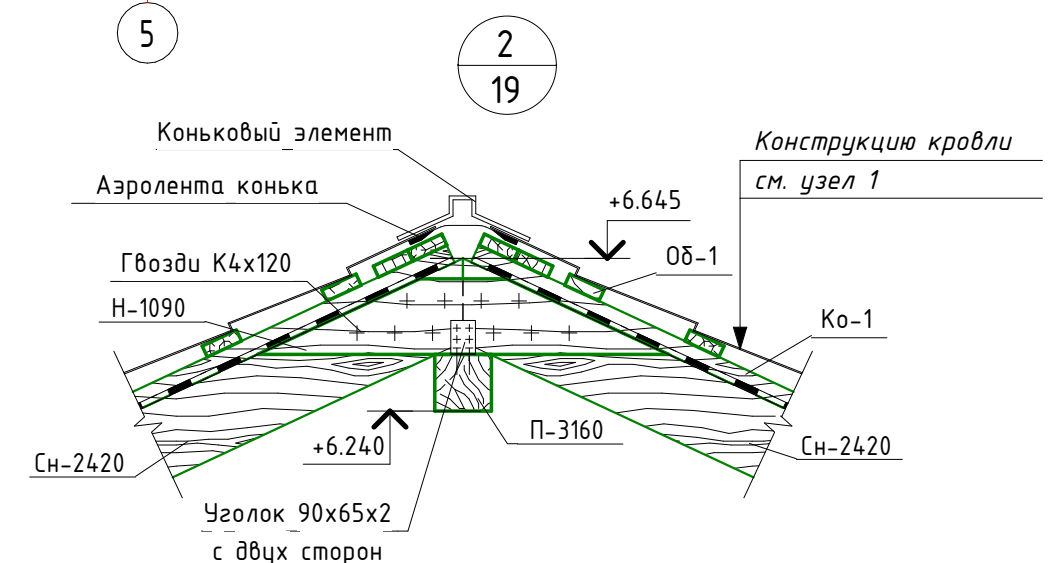 5
2
19
Коньковый элемент
Аэролента конька
Гвозди К4х120
Н-1090
Конструкцию кровли
см. узел 1
+6.645
Об-1
Ко-1
П-3160
+6.240
Сн-2420
Сн-2420
Уголок 90х65х2
с двух сторон